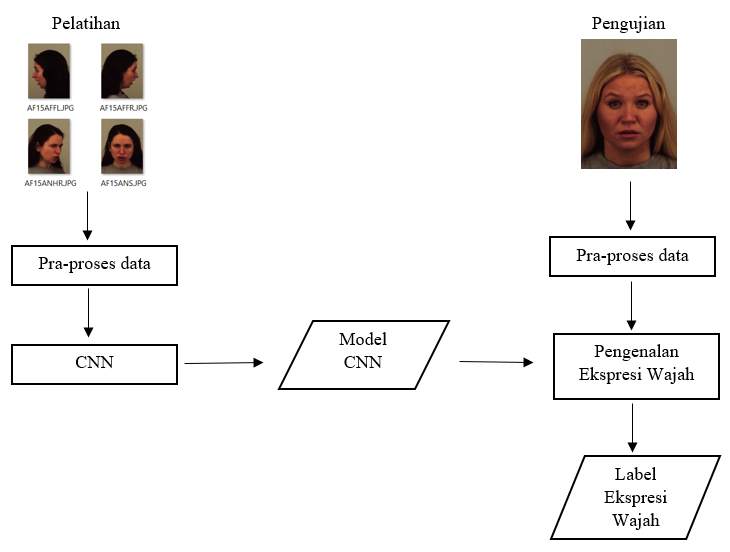 Pelatihan
AF15AFFL.JPG
AF15AFFR.JPG
AF15ANHR.JPG
AF15ANS.JPG
Pra-proses data
CNN
Model
CNN
Pengujian
Pra-proses data
Pengenalan
Ekspresi Wajah
Label
Ekspresi
Wajah